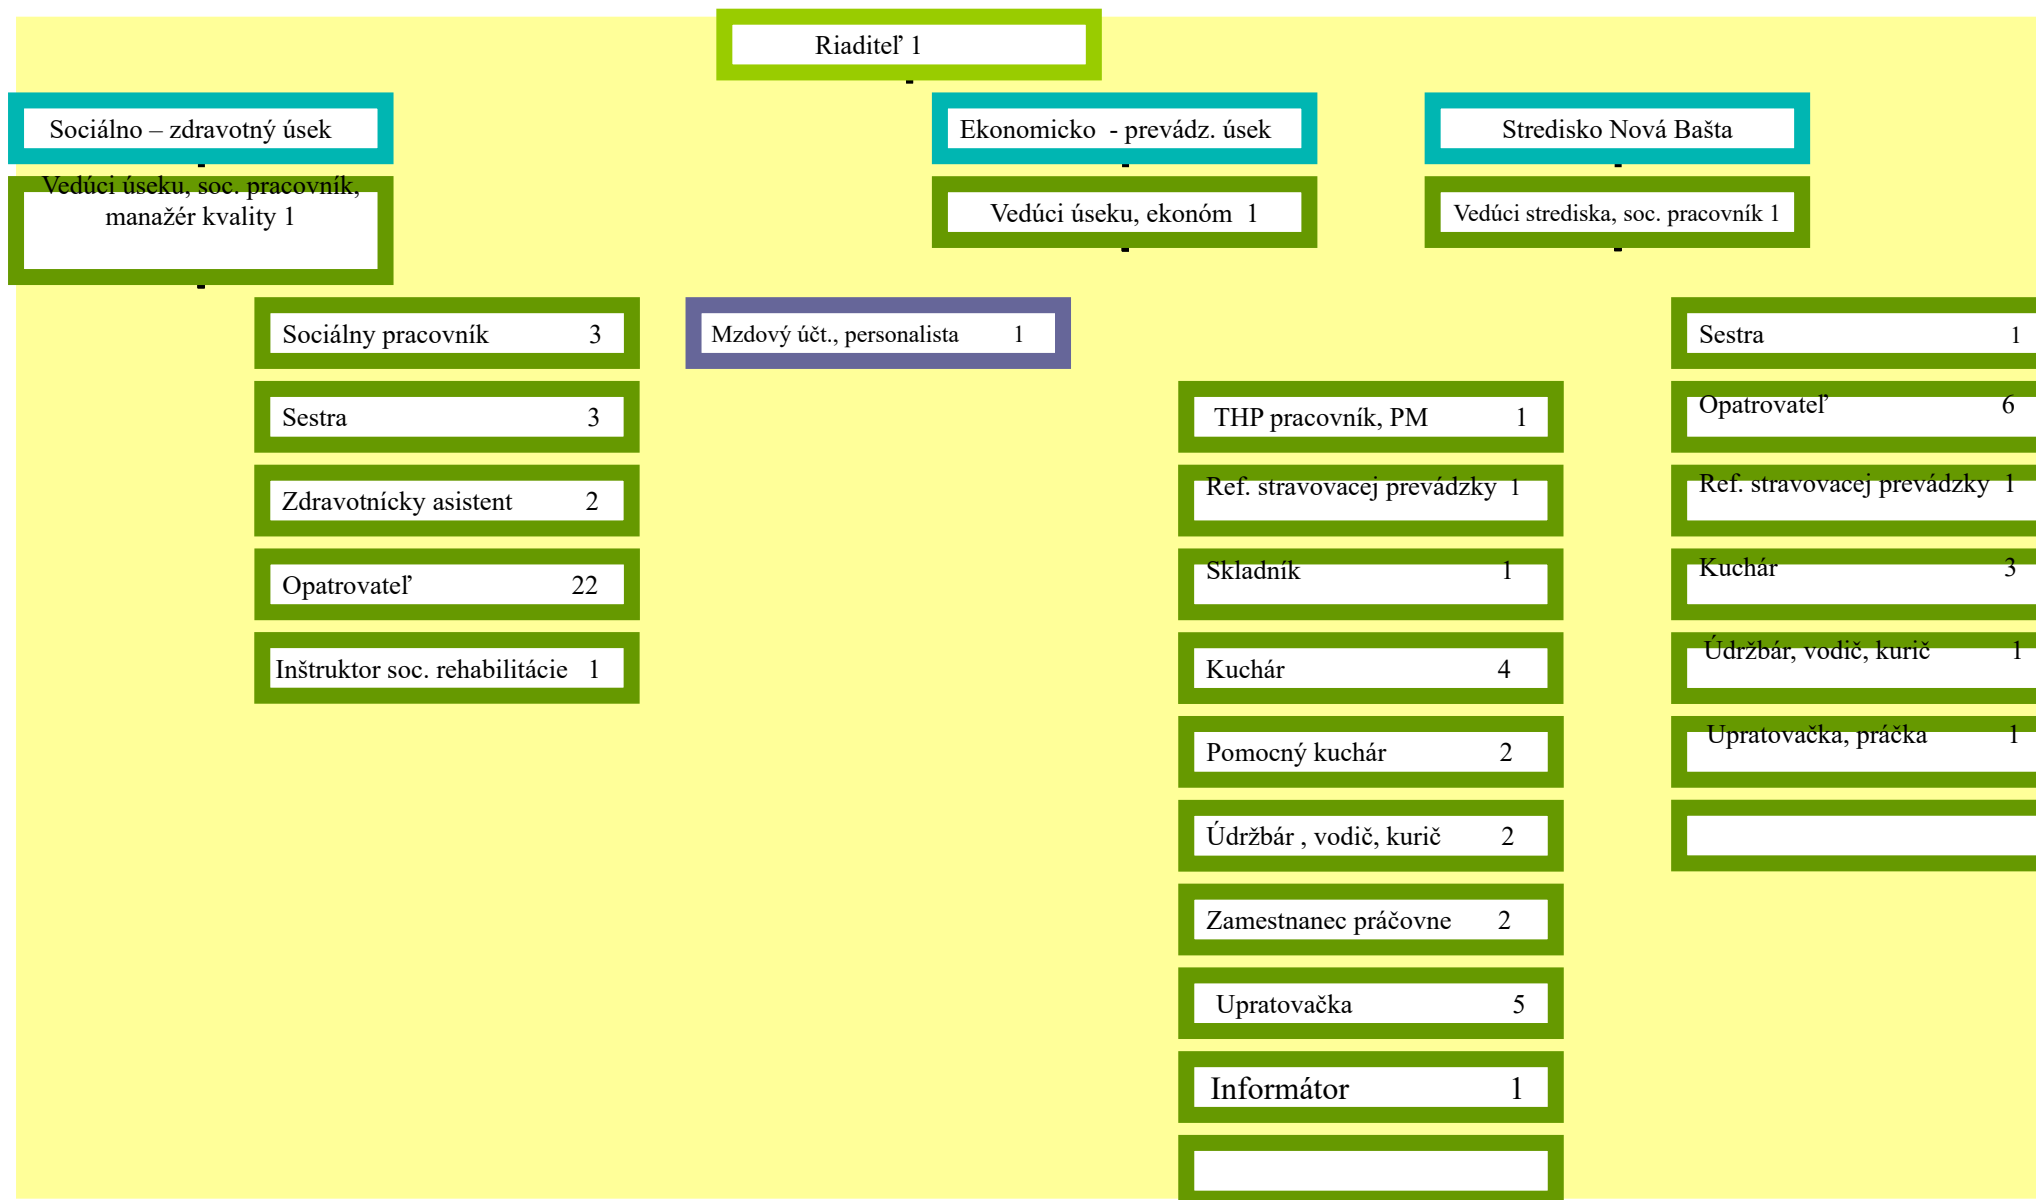 Riaditeľ 1
Sociálno – zdravotný úsek
Vedúci úseku, soc. pracovník,
manažér kvality 1
Sociálny pracovník 3
Sestra 3
Zdravotnícky asistent 2
Opatrovateľ 22
Inštruktor soc. rehabilitácie 1
Ekonomicko - prevádz. úsek
Vedúci úseku, ekonóm 1
Mzdový účt., personalista 1
THP pracovník, PM 1
Ref. stravovacej prevádzky 1
Skladník 1
Kuchár 4
Pomocný kuchár 2
Údržbár , vodič, kurič 2
Zamestnanec práčovne 2
Upratovačka 5
Informátor 1
Stredisko Nová Bašta
Vedúci strediska, soc. pracovník 1
Sestra 1
Opatrovateľ 6
Ref. stravovacej prevádzky 1
Kuchár 3
Údržbár, vodič, kurič 1
Upratovačka, práčka 1